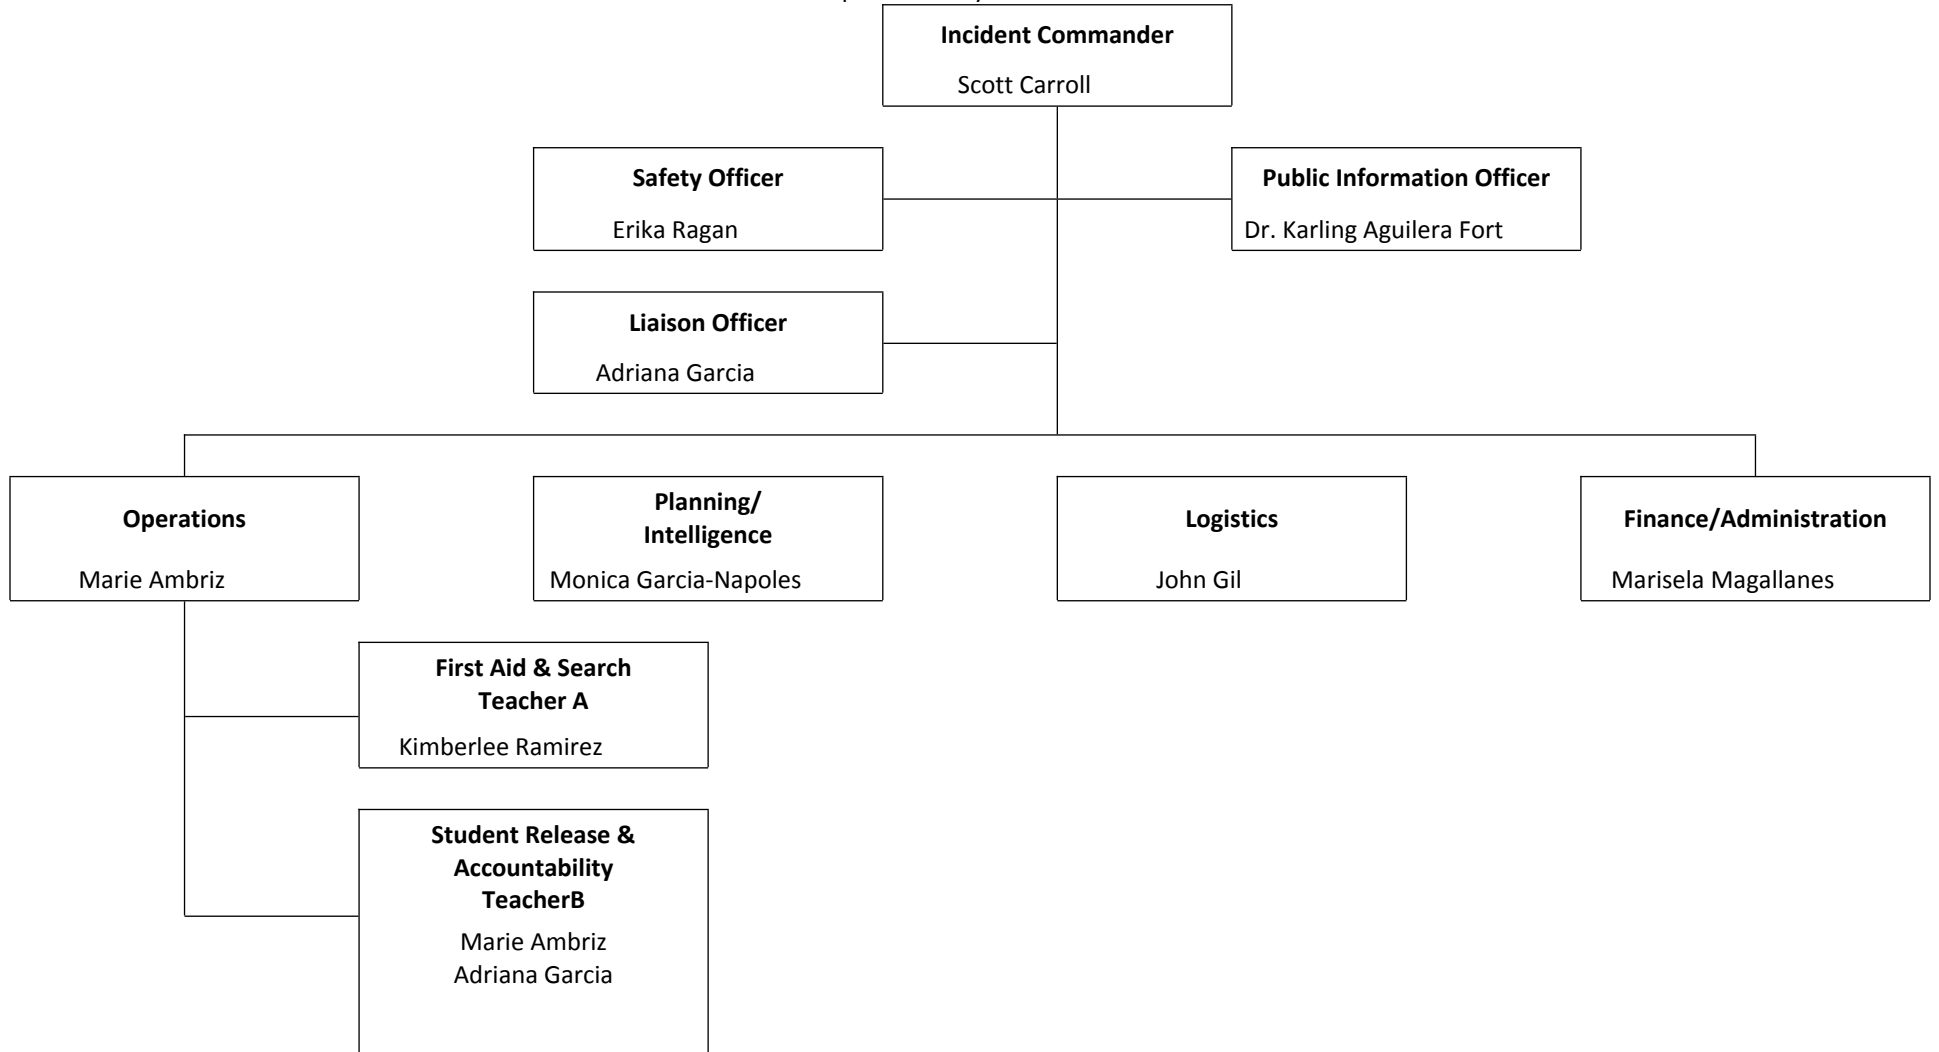 Incident Commander
Scott Carroll
Safety Officer
Erika Ragan
Public Information Officer
Dr. Karling Aguilera Fort
Liaison Officer
Adriana Garcia
Operations
Marie Ambriz
Planning/
Intelligence
Monica Garcia-Napoles
Logistics
John Gil
Finance/Administration
Marisela Magallanes
First Aid & Search
Teacher A
Kimberlee Ramirez
Student Release &
Accountability
TeacherB
Marie Ambriz
Adriana Garcia